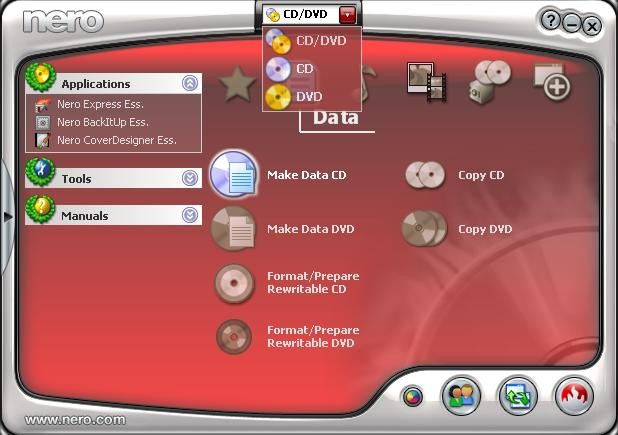 nero
CD/DVD
CD/DVD
CD
DVD
Applications
Nero Express Ess.
Nero BackItUp Ess.
Nero CoverDesigner Ess.
Tools
Manuals
Data
Make Data CD
Copy CD
Make Data DVD
Copy DVD
Format/Prepare
Rewritable CD
Format/Prepare
Rewritable DVD
www.nero.com